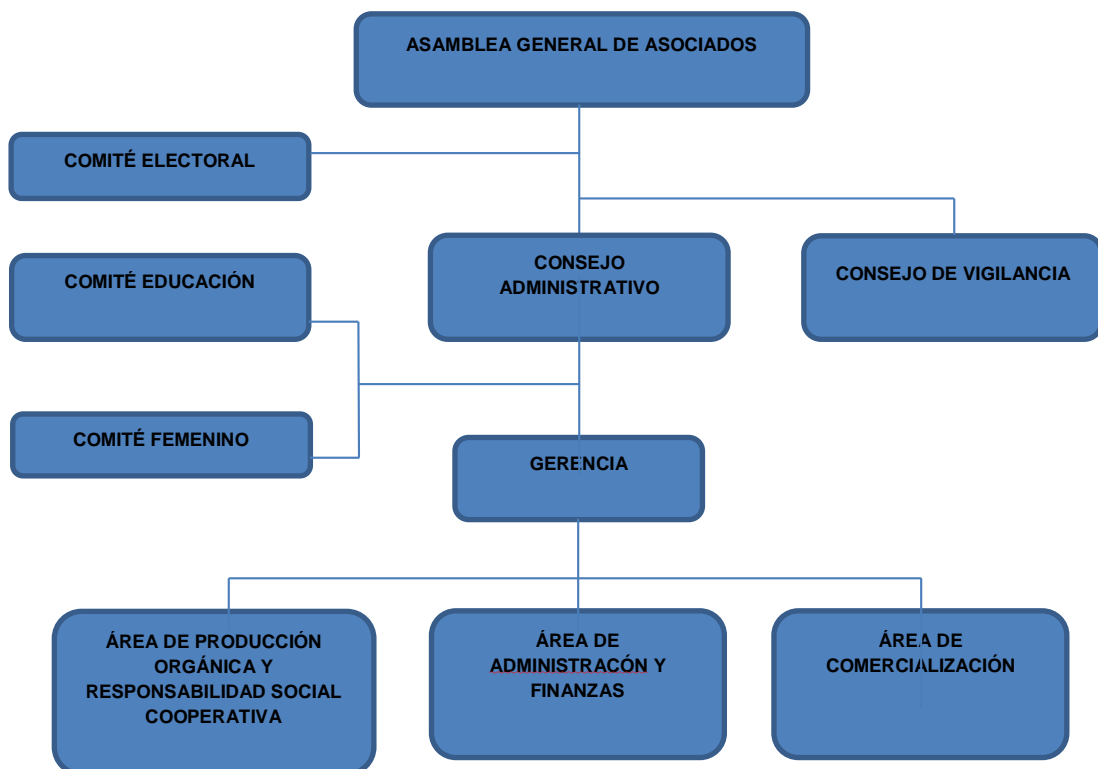 ASAMBLEA GENERAL DE ASOCIADOS
COMITÉ ELECTORAL
COMITÉ EDUCACIÓN
CONSEJO
ADMINISTRATIVO
CONSEJO DE VIGILANCIA
COMITÉ FEMENINO
GERENCIA
ÁREA DE PRODUCCIÓN
ORGÁNICA Y
RESPONSABILIDAD SOCIAL
COOPERATIVA
ÁREA DE
ADMINISTRACÓN Y
FINANZAS
ÁREA DE
COMERCIALIZACIÓN